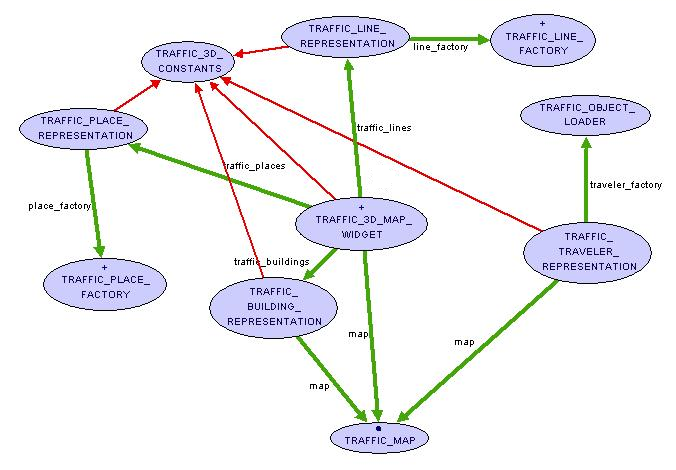 TRAFFIC_LINE_
REPRESENTATION
line_factory
+
TRAFFIC_LINE_
FACTORY
TRAFFIC_3D_
CONSTANTS
TRAFFIC_PLACE_
REPRESENTATION
TRAFFIC_OBJECT_
LOADER
traffic_lines
traffic_places
traveler_factory
place_factory
+
TRAFFIC_3D_MAP_
WIDGET
TRAFFIC_
TRAVELER_
REPRESENTATION
traffic_buildings
+
TRAFFIC_PLACE_
FACTORY
TRAFFIC_
BUILDING_
REPRESENTATION
map
map
map
TRAFFIC_MAP